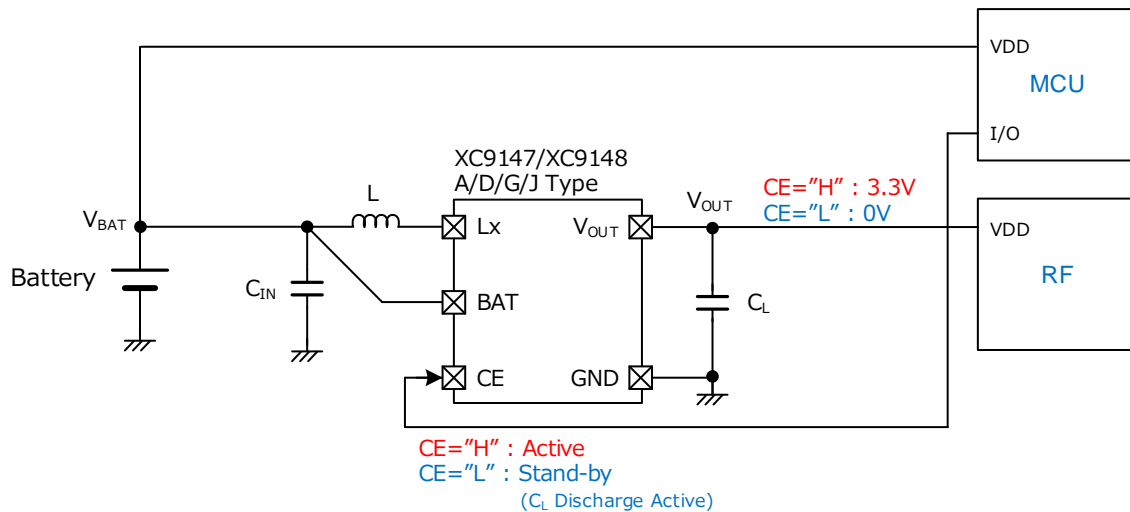 VDD
MCU
I/O
XC9147/XC9148
A/D/G/J Type
L
CE="H" : 3.3V
CE="L" : 0V
VBAT
Lx
VOUT
VOUT
VDD
Battery
CIN
BAT
CL
RF
CE
GND
CE="H" : Active
CE="L" : Stand-by
(CL Discharge Active)